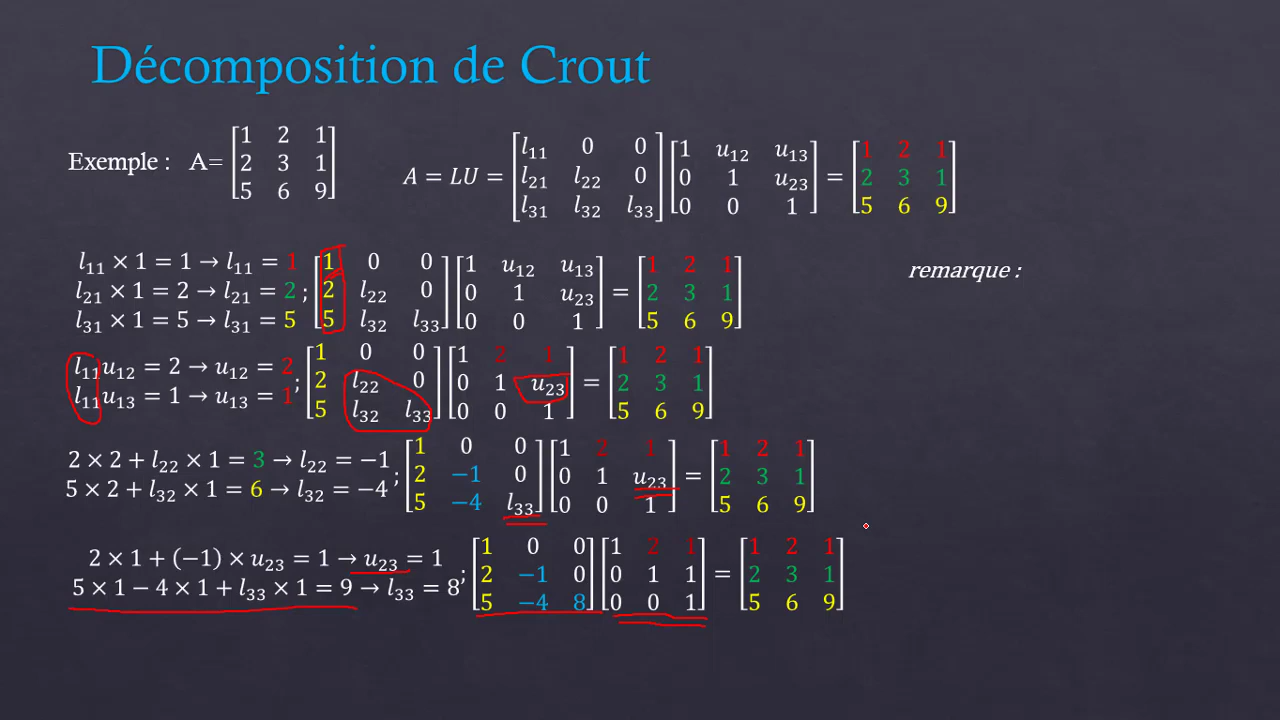 Décomposition de Crout
Exemple : A= [1 2 1; 2 3 1; 5 6 9]
A = LU = [l₁₁ 0 0; l₂₁ l₂₂ 0; l₃₁ l₃₂ l₃₃] [1 u₁₂ u₁₃; 0 1 u₂₃; 0 0 1] = [1 2 1; 2 3 1; 5 6 9]
l₁₁ × 1 = 1 → l₁₁ = 1
l₂₁ × 1 = 2 → l₂₁ = 2
l₃₁ × 1 = 5 → l₃₁ = 5
; [1 0 0; 2 l₂₂ 0; 5 l₃₂ l₃₃] [1 u₁₂ u₁₃; 0 1 u₂₃; 0 0 1] = [1 2 1; 2 3 1; 5 6 9]
remarque :
l₁₁u₁₂ = 2 → u₁₂ = 2
l₁₁u₁₃ = 1 → u₁₃ = 1
; [1 0 0; 2 l₂₂ 0; 5 l₃₂ l₃₃] [1 2 1; 0 1 u₂₃; 0 0 1] = [1 2 1; 2 3 1; 5 6 9]
2 × 2 + l₂₂ × 1 = 3 → l₂₂ = −1
5 × 2 + l₃₂ × 1 = 6 → l₃₂ = −4
; [1 0 0; 2 −1 0; 5 −4 l₃₃] [1 2 1; 0 1 u₂₃; 0 0 1] = [1 2 1; 2 3 1; 5 6 9]
2 × 1 + (−1) × u₂₃ = 1 → u₂₃ = 1
5 × 1 − 4 × 1 + l₃₃ × 1 = 9 → l₃₃ = 8
; [1 0 0; 2 −1 0; 5 −4 8] [1 2 1; 0 1 1; 0 0 1] = [1 2 1; 2 3 1; 5 6 9]